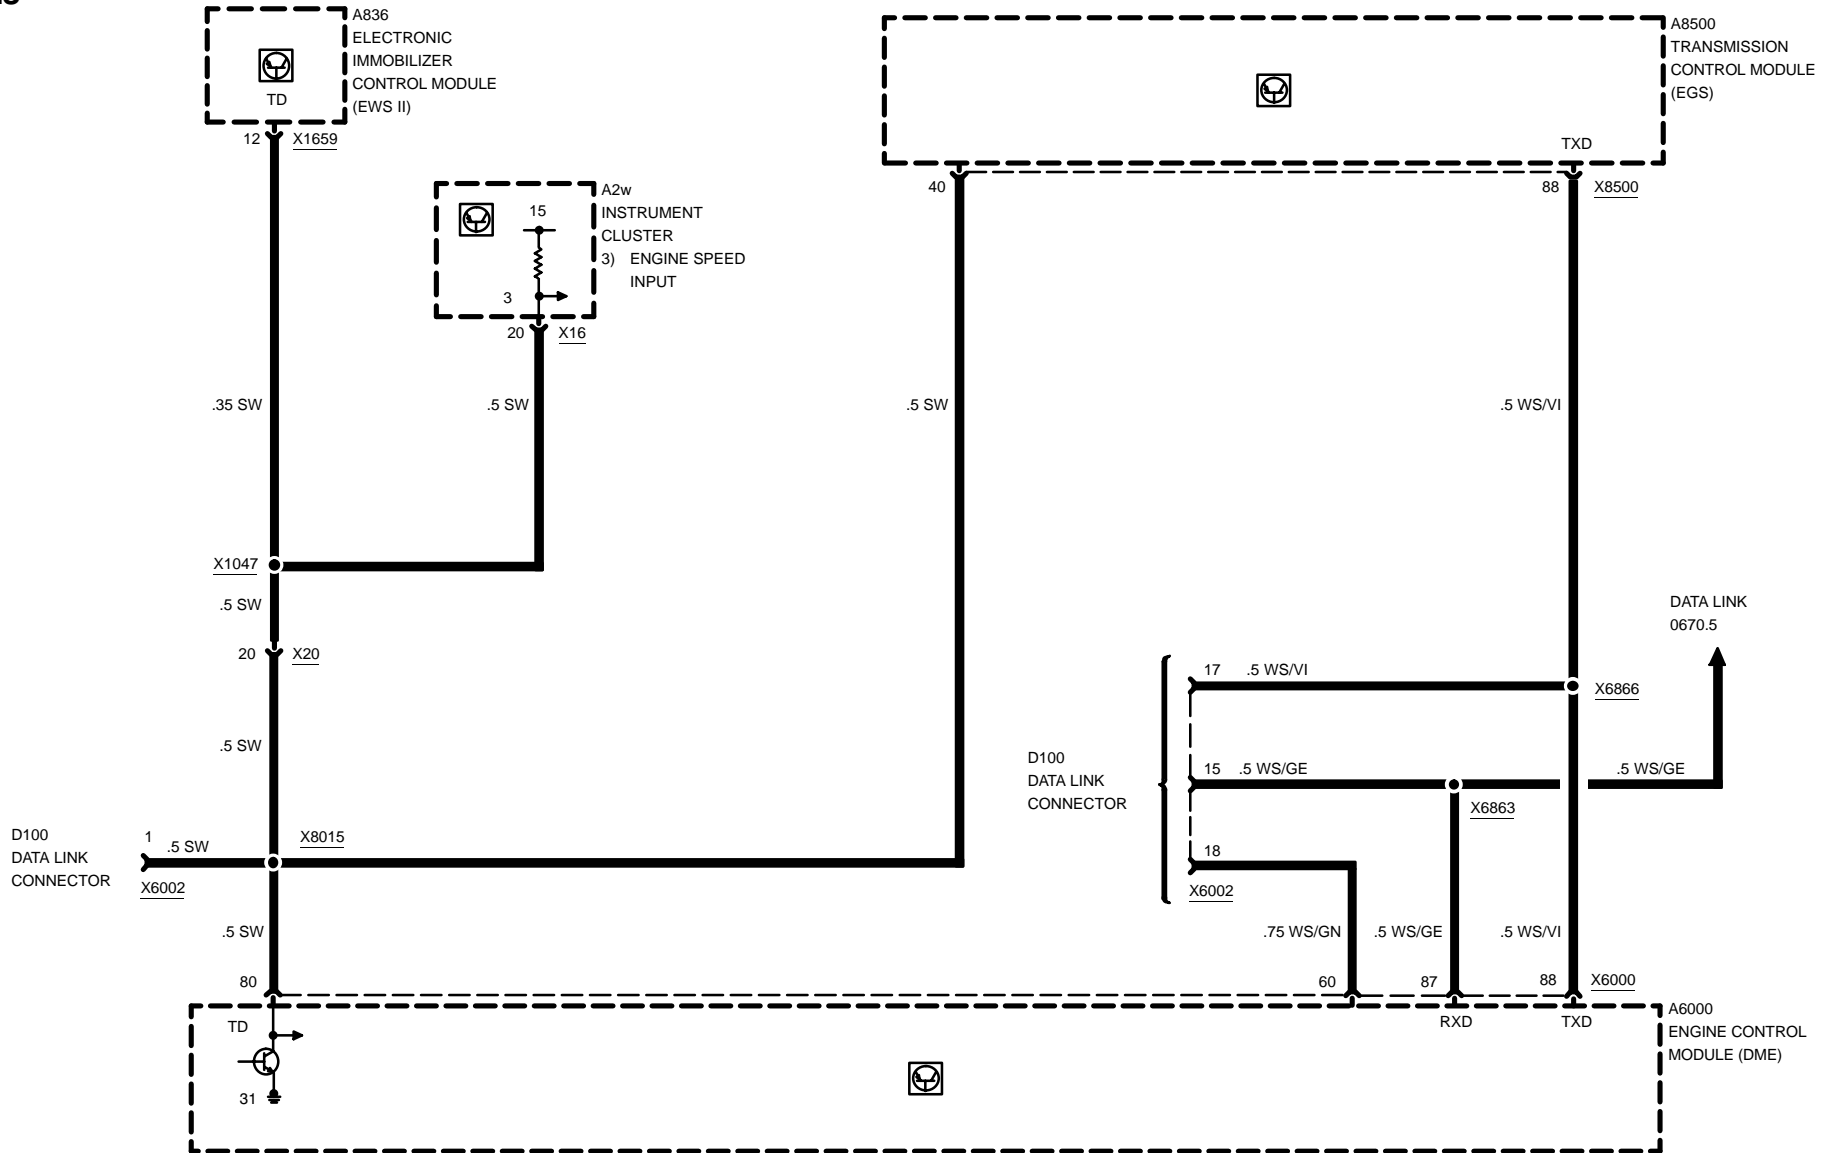 A836
ELECTRONIC
IMMOBILIZER
CONTROL MODULE
(EWS II)
TD
12
X1659
A8500
TRANSMISSION
CONTROL MODULE
(EGS)
TXD
40
88
X8500
A2w
INSTRUMENT
CLUSTER
3) ENGINE SPEED
INPUT
15
3
20
X16
.35 SW
.5 SW
.5 SW
.5 WS/VI
X1047
.5 SW
20
X20
.5 SW
DATA LINK
0670.5
17
.5 WS/VI
X6866
D100
DATA LINK
CONNECTOR
15
.5 WS/GE
.5 WS/GE
X6863
18
X6002
D100
DATA LINK
CONNECTOR
1
.5 SW
X6002
X8015
.5 SW
.75 WS/GN
.5 WS/GE
.5 WS/VI
80
60
87
88
X6000
TD
31
RXD
TXD
A6000
ENGINE CONTROL
MODULE (DME)